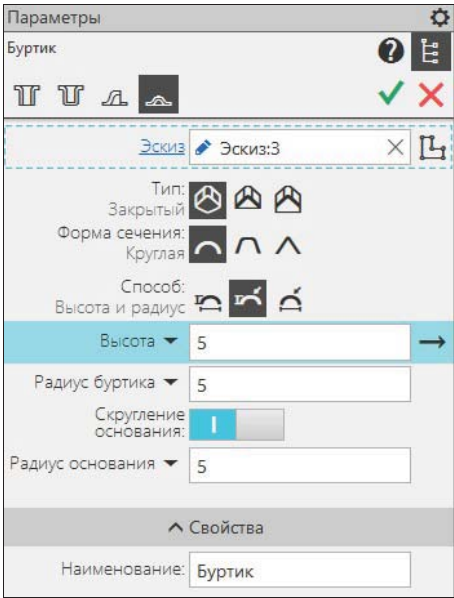 Параметры
Буртик
Эскиз Эскиз:3
Тип:
Закрытый
Форма сечения:
Круглая
Способ:
Высота и радиус
Высота 5
Радиус буртика 5
Скругление
основания:
Радиус основания 5
Свойства
Наименование: Буртик